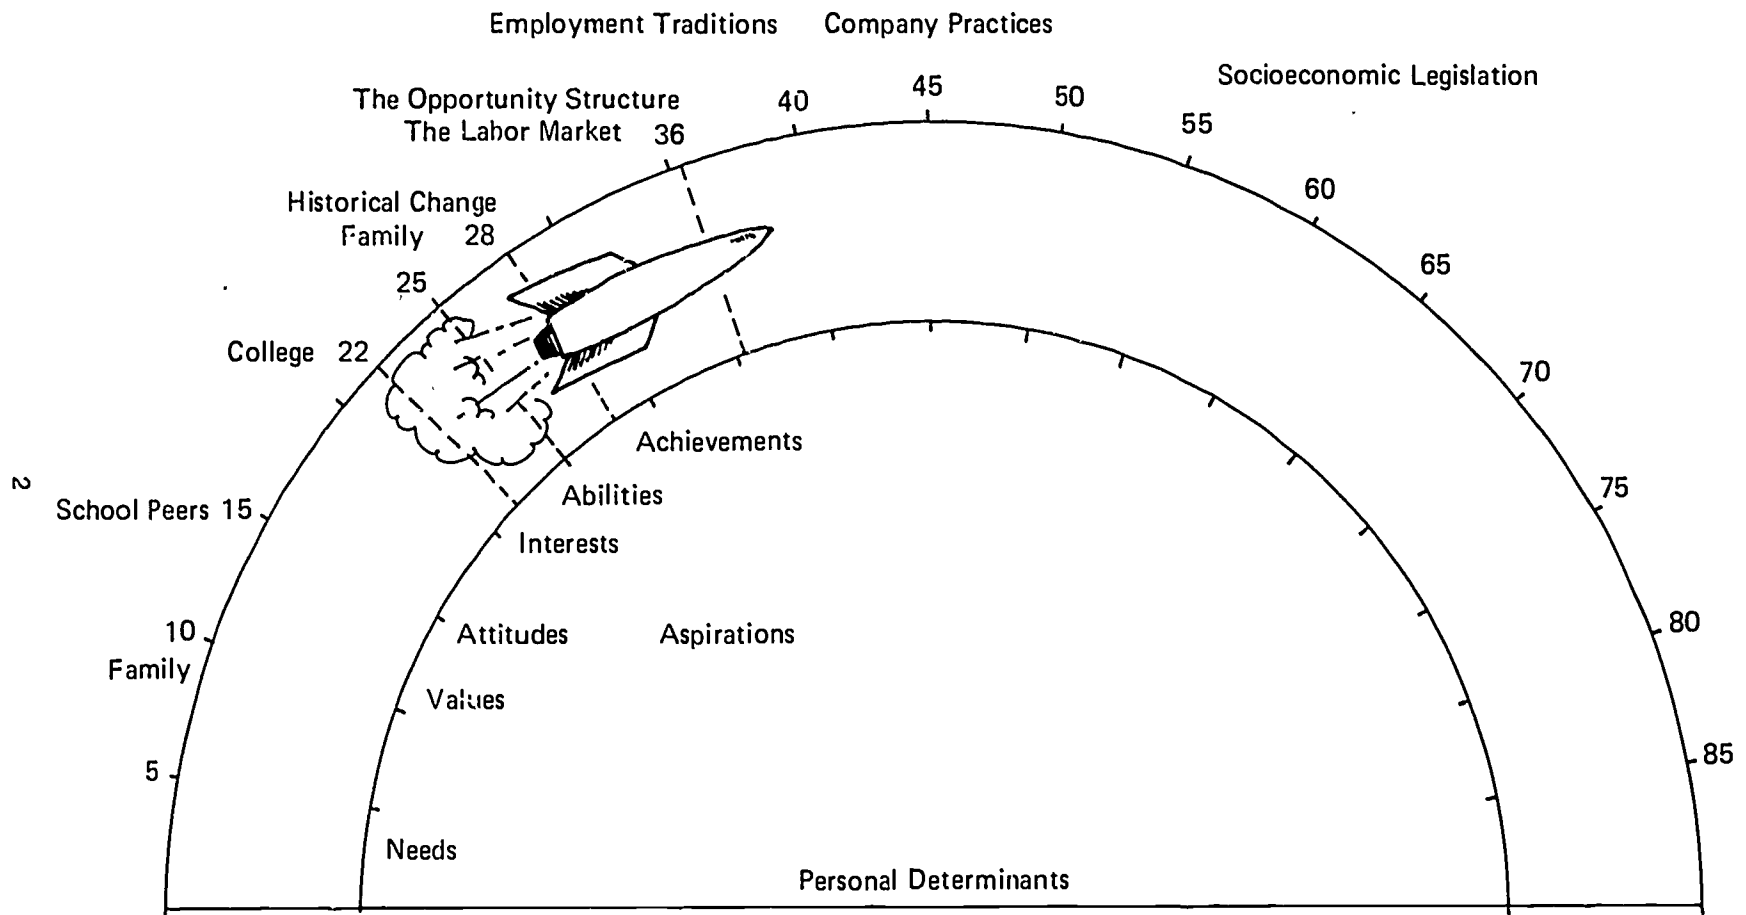 Employment Traditions Company Practices
Socioeconomic Legislation
The Opportunity Structure
The Labor Market 36
40
45
50
55
60
65
70
75
80
85
Historical Change
Family 28
25
College 22
School Peers 15
10
Family
5
2
Achievements
Abilities
Interests
Attitudes Aspirations
Values
Needs
Personal Determinants